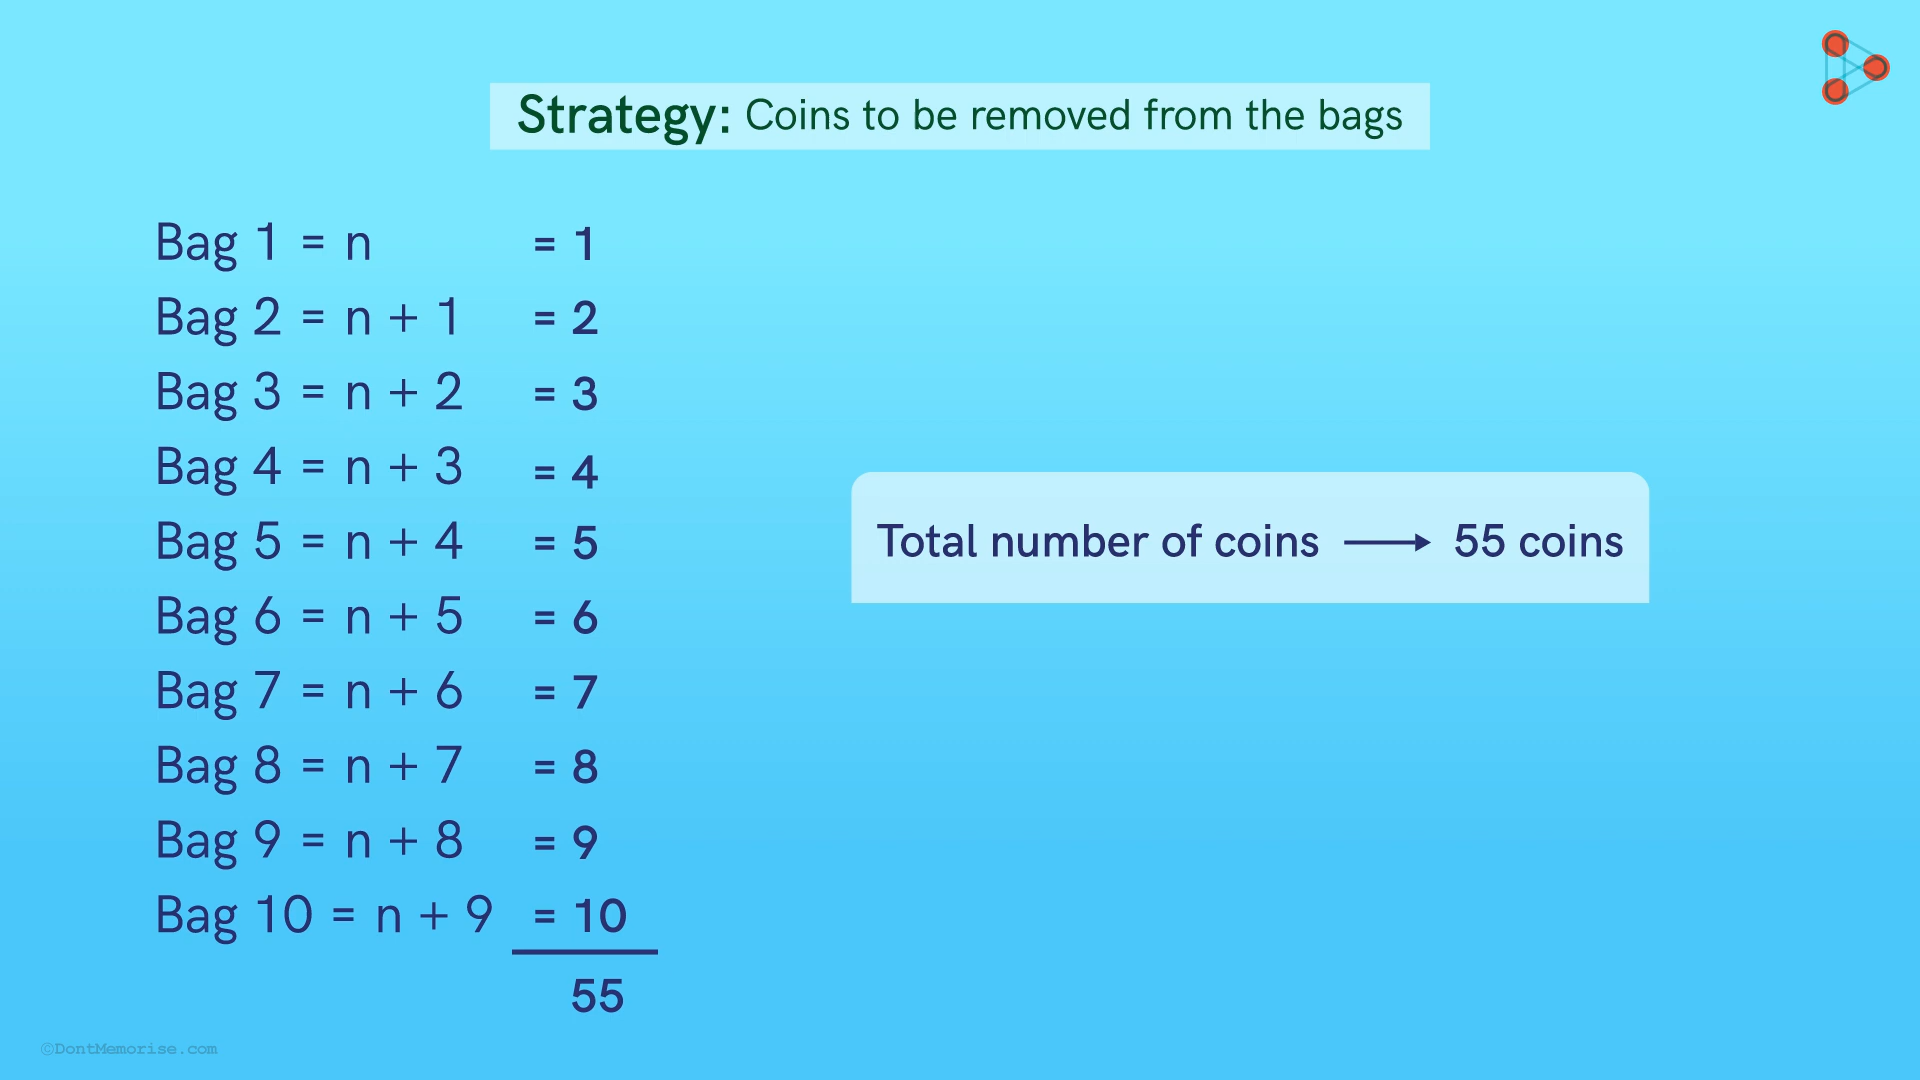 Strategy: Coins to be removed from the bags
Bag 1 = n = 1
Bag 2 = n + 1 = 2
Bag 3 = n + 2 = 3
Bag 4 = n + 3 = 4
Bag 5 = n + 4 = 5
Bag 6 = n + 5 = 6
Bag 7 = n + 6 = 7
Bag 8 = n + 7 = 8
Bag 9 = n + 8 = 9
Bag 10 = n + 9 = 10
55
Total number of coins ⟶ 55 coins
©DontMemorise.com